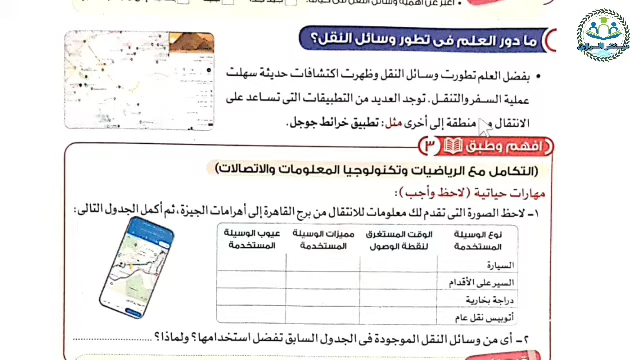 ما دور العلم فى تطور وسائل النقل؟
• بفضل العلم تطورت وسائل النقل وظهرت اكتشافات حديثة سهلت
عملية السفر والتنقل. توجد العديد من التطبيقات التى تساعد على
الانتقال منطقة إلى أخرى مثل: تطبيق خرائط جوجل.
افهم وطبق ٣
(التكامل مع الرياضيات وتكنولوجيا المعلومات والاتصالات)
مهارات حياتية (لاحظ وأجب):
١- لاحظ الصورة التى تقدم لك معلومات للانتقال من برج القاهرة إلى أهرامات الجيزة، ثم أكمل الجدول التالى:
نوع الوسيلة المستخدمة | الوقت المستغرق لنقطة الوصول | مميزات الوسيلة المستخدمة | عيوب الوسيلة المستخدمة
السيارة
السير على الأقدام
دراجة بخارية
أتوبيس نقل عام
٢- أى من وسائل النقل الموجودة فى الجدول السابق تفضل استخدامها؟ ولماذا؟ ....................